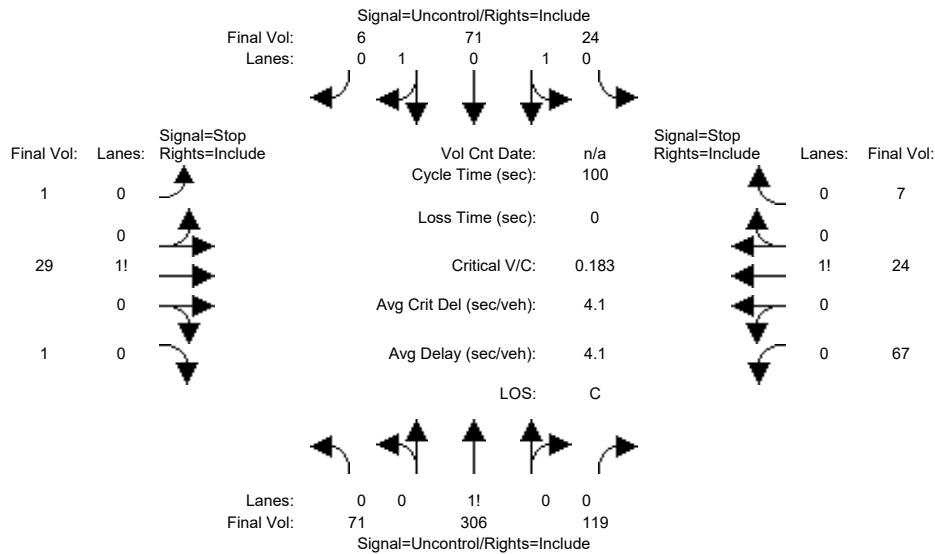 Signal=Uncontrol/Rights=Include
Final Vol: 6 71 24
Lanes: 0 1 0 1 0
Signal=Stop
Final Vol: Lanes: Rights=Include
Vol Cnt Date: n/a
Signal=Stop
Rights=Include Lanes: Final Vol:
Cycle Time (sec): 100
1 0
0 7
Loss Time (sec): 0
0
0
29 1!
Critical V/C: 0.183
1! 24
0
Avg Crit Del (sec/veh): 4.1
0
1 0
Avg Delay (sec/veh): 4.1
0 67
LOS: C
Lanes: 0 0 1! 0 0
Final Vol: 71 306 119
Signal=Uncontrol/Rights=Include